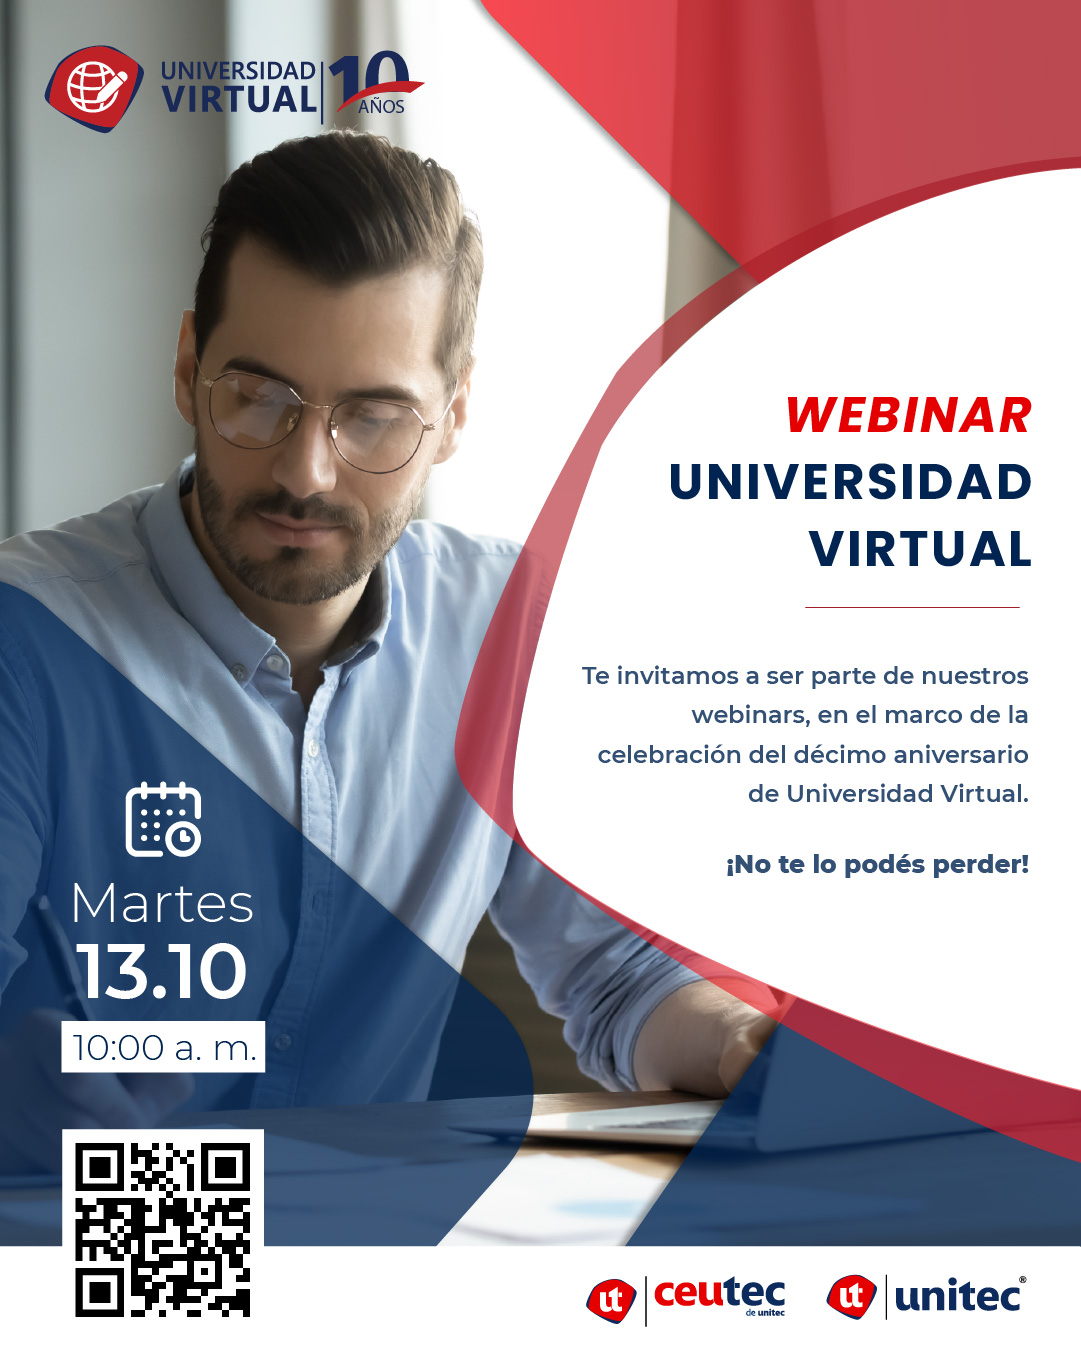 UNIVERSIDAD
VIRTUAL
10
AÑOS
WEBINAR
UNIVERSIDAD
VIRTUAL
Te invitamos a ser parte de nuestros
webinars, en el marco de la
celebración del décimo aniversario
de Universidad Virtual.
¡No te lo podés perder!
Martes
13.10
10:00 a. m.
ut
ceutec
de unitec
ut
unitec®